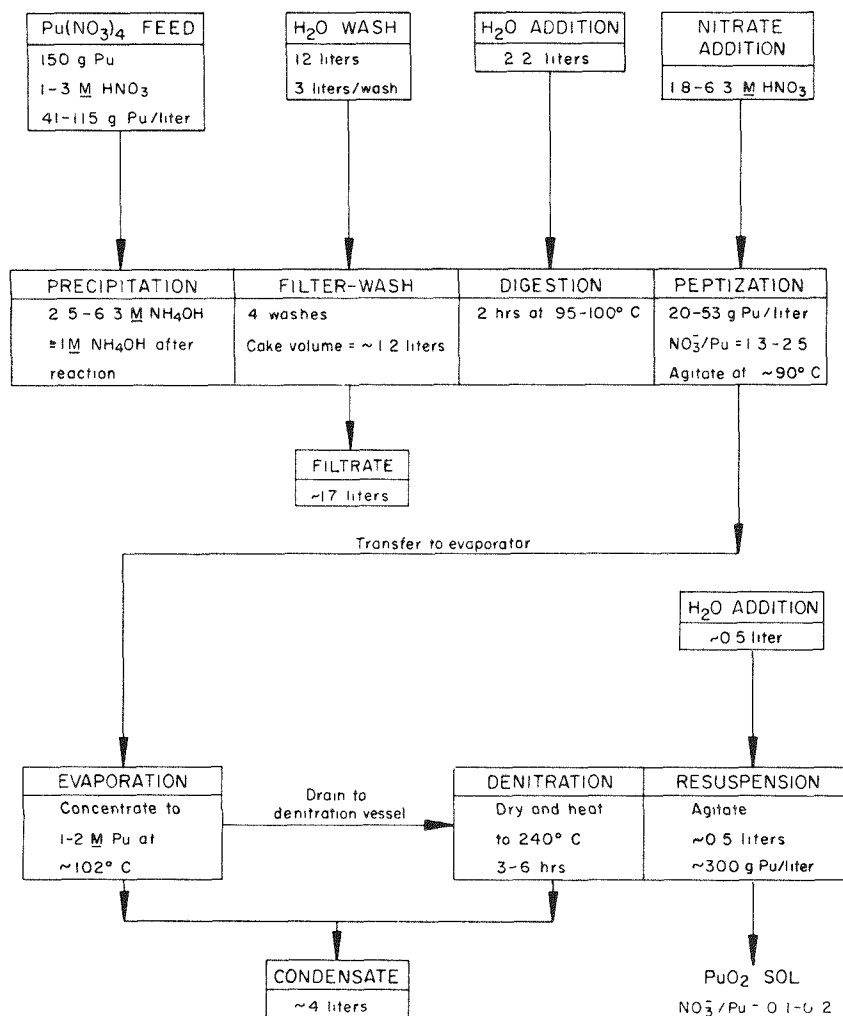 Pu(NO3)4 FEED
150 g Pu
1-3 M HNO3
41-115 g Pu/liter
H2O WASH
12 liters
3 liters/wash
H2O ADDITION
2 2 liters
NITRATE
ADDITION
1 8-6 3 M HNO3
PRECIPITATION
2 5-6 3 M NH4OH
≅1 M NH4OH after
reaction
FILTER-WASH
4 washes
Cake volume = ~1 2 liters
DIGESTION
2 hrs at 95-100° C
PEPTIZATION
20-53 g Pu/liter
NO3-/Pu = 1 3-2 5
Agitate at ~90° C
FILTRATE
~17 liters
Transfer to evaporator
H2O ADDITION
~0 5 liter
EVAPORATION
Concentrate to
1-2 M Pu at
~102° C
Drain to
denitration vessel
DENITRATION
Dry and heat
to 240° C
3-6 hrs
RESUSPENSION
Agitate
~0 5 liters
~300 g Pu/liter
CONDENSATE
~4 liters
PuO2 SOL
NO3-/Pu = 0 1-0 2